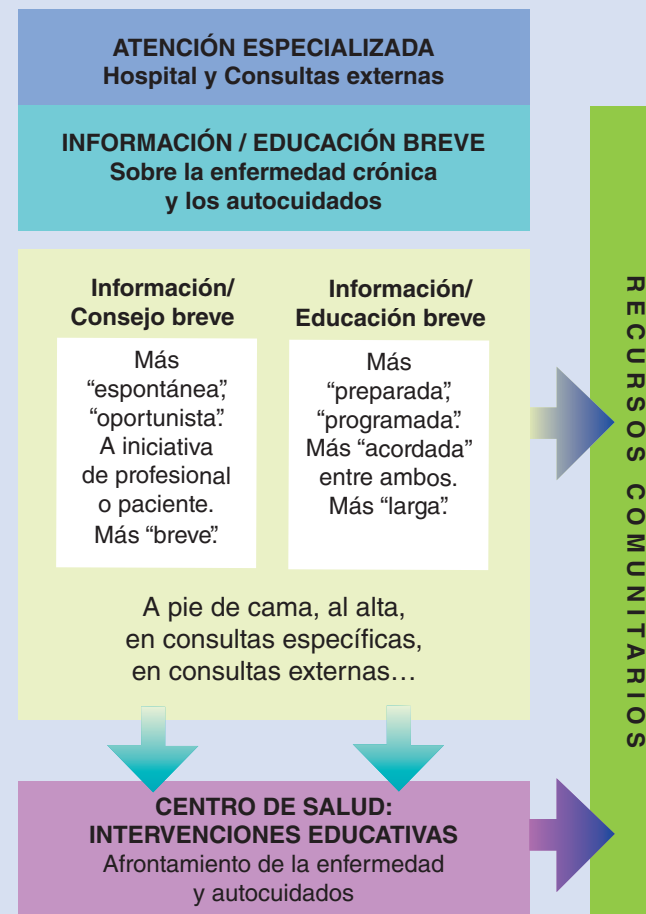 ATENCIÓN ESPECIALIZADA
Hospital y Consultas externas
INFORMACIÓN / EDUCACIÓN BREVE
Sobre la enfermedad crónica
y los autocuidados
Información/
Consejo breve
Más
“espontánea”,
“oportunista”.
A iniciativa
de profesional
o paciente.
Más “breve”.
Información/
Educación breve
Más
“preparada”,
“programada”.
Más “acordada”
entre ambos.
Más “larga”.
A pie de cama, al alta,
en consultas específicas,
en consultas externas…
CENTRO DE SALUD:
INTERVENCIONES EDUCATIVAS
Afrontamiento de la enfermedad
y autocuidados
RECURSOS COMUNITARIOS